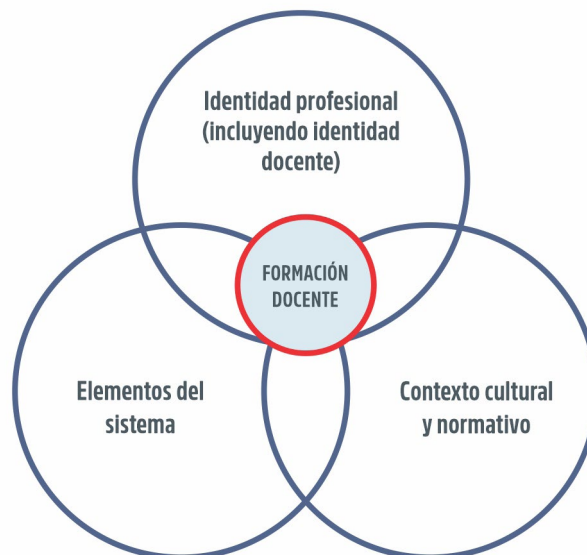 Identidad profesional
(incluyendo identidad
docente)
FORMACIÓN
DOCENTE
Elementos del
sistema
Contexto cultural
y normativo